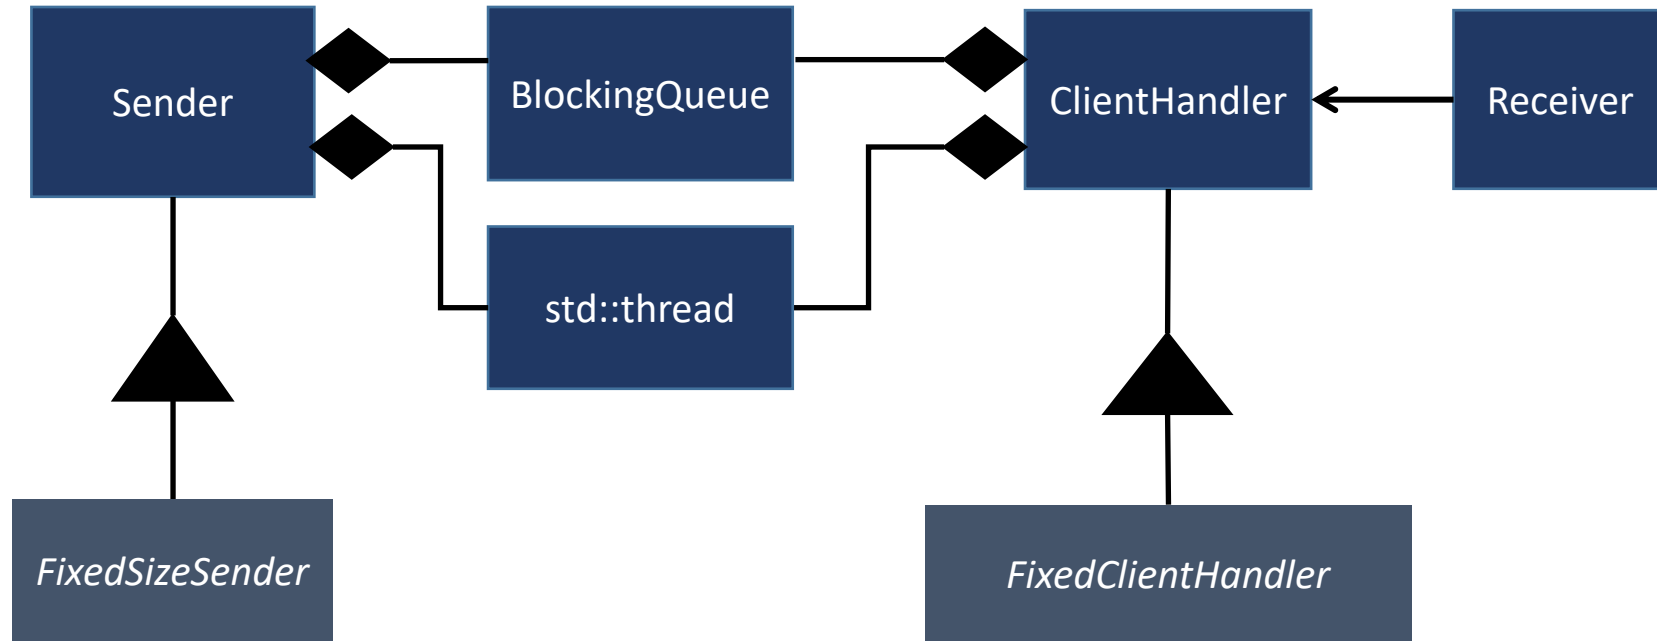 Sender
BlockingQueue
ClientHandler
Receiver
std::thread
FixedSizeSender
FixedClientHandler